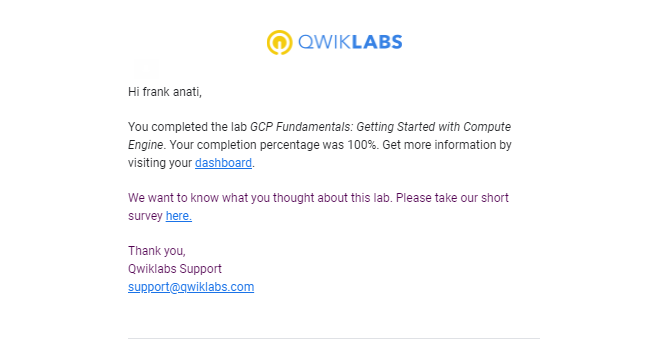 QWIKLABS
Hi frank anati,
You completed the lab GCP Fundamentals: Getting Started with Compute
Engine. Your completion percentage was 100%. Get more information by
visiting your dashboard.
We want to know what you thought about this lab. Please take our short
survey here.
Thank you,
Qwiklabs Support
support@qwiklabs.com